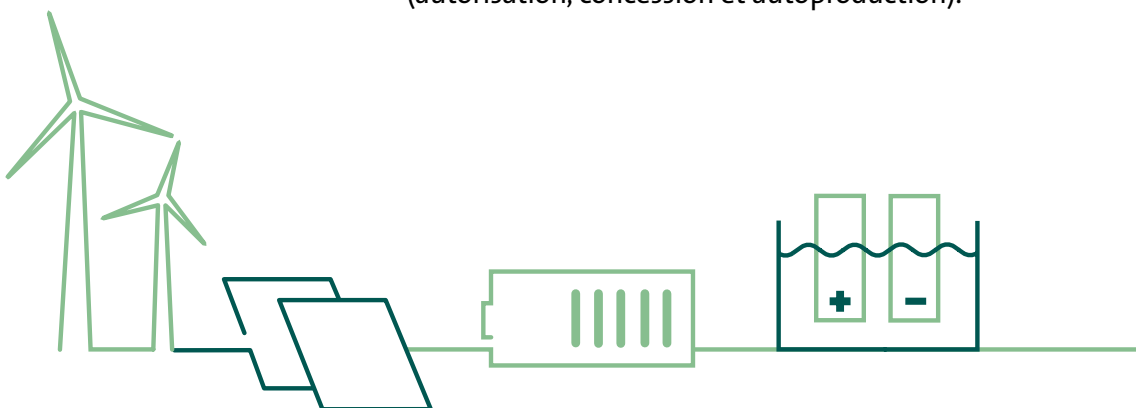 (autorisation, concession et autoproduction).
+ −